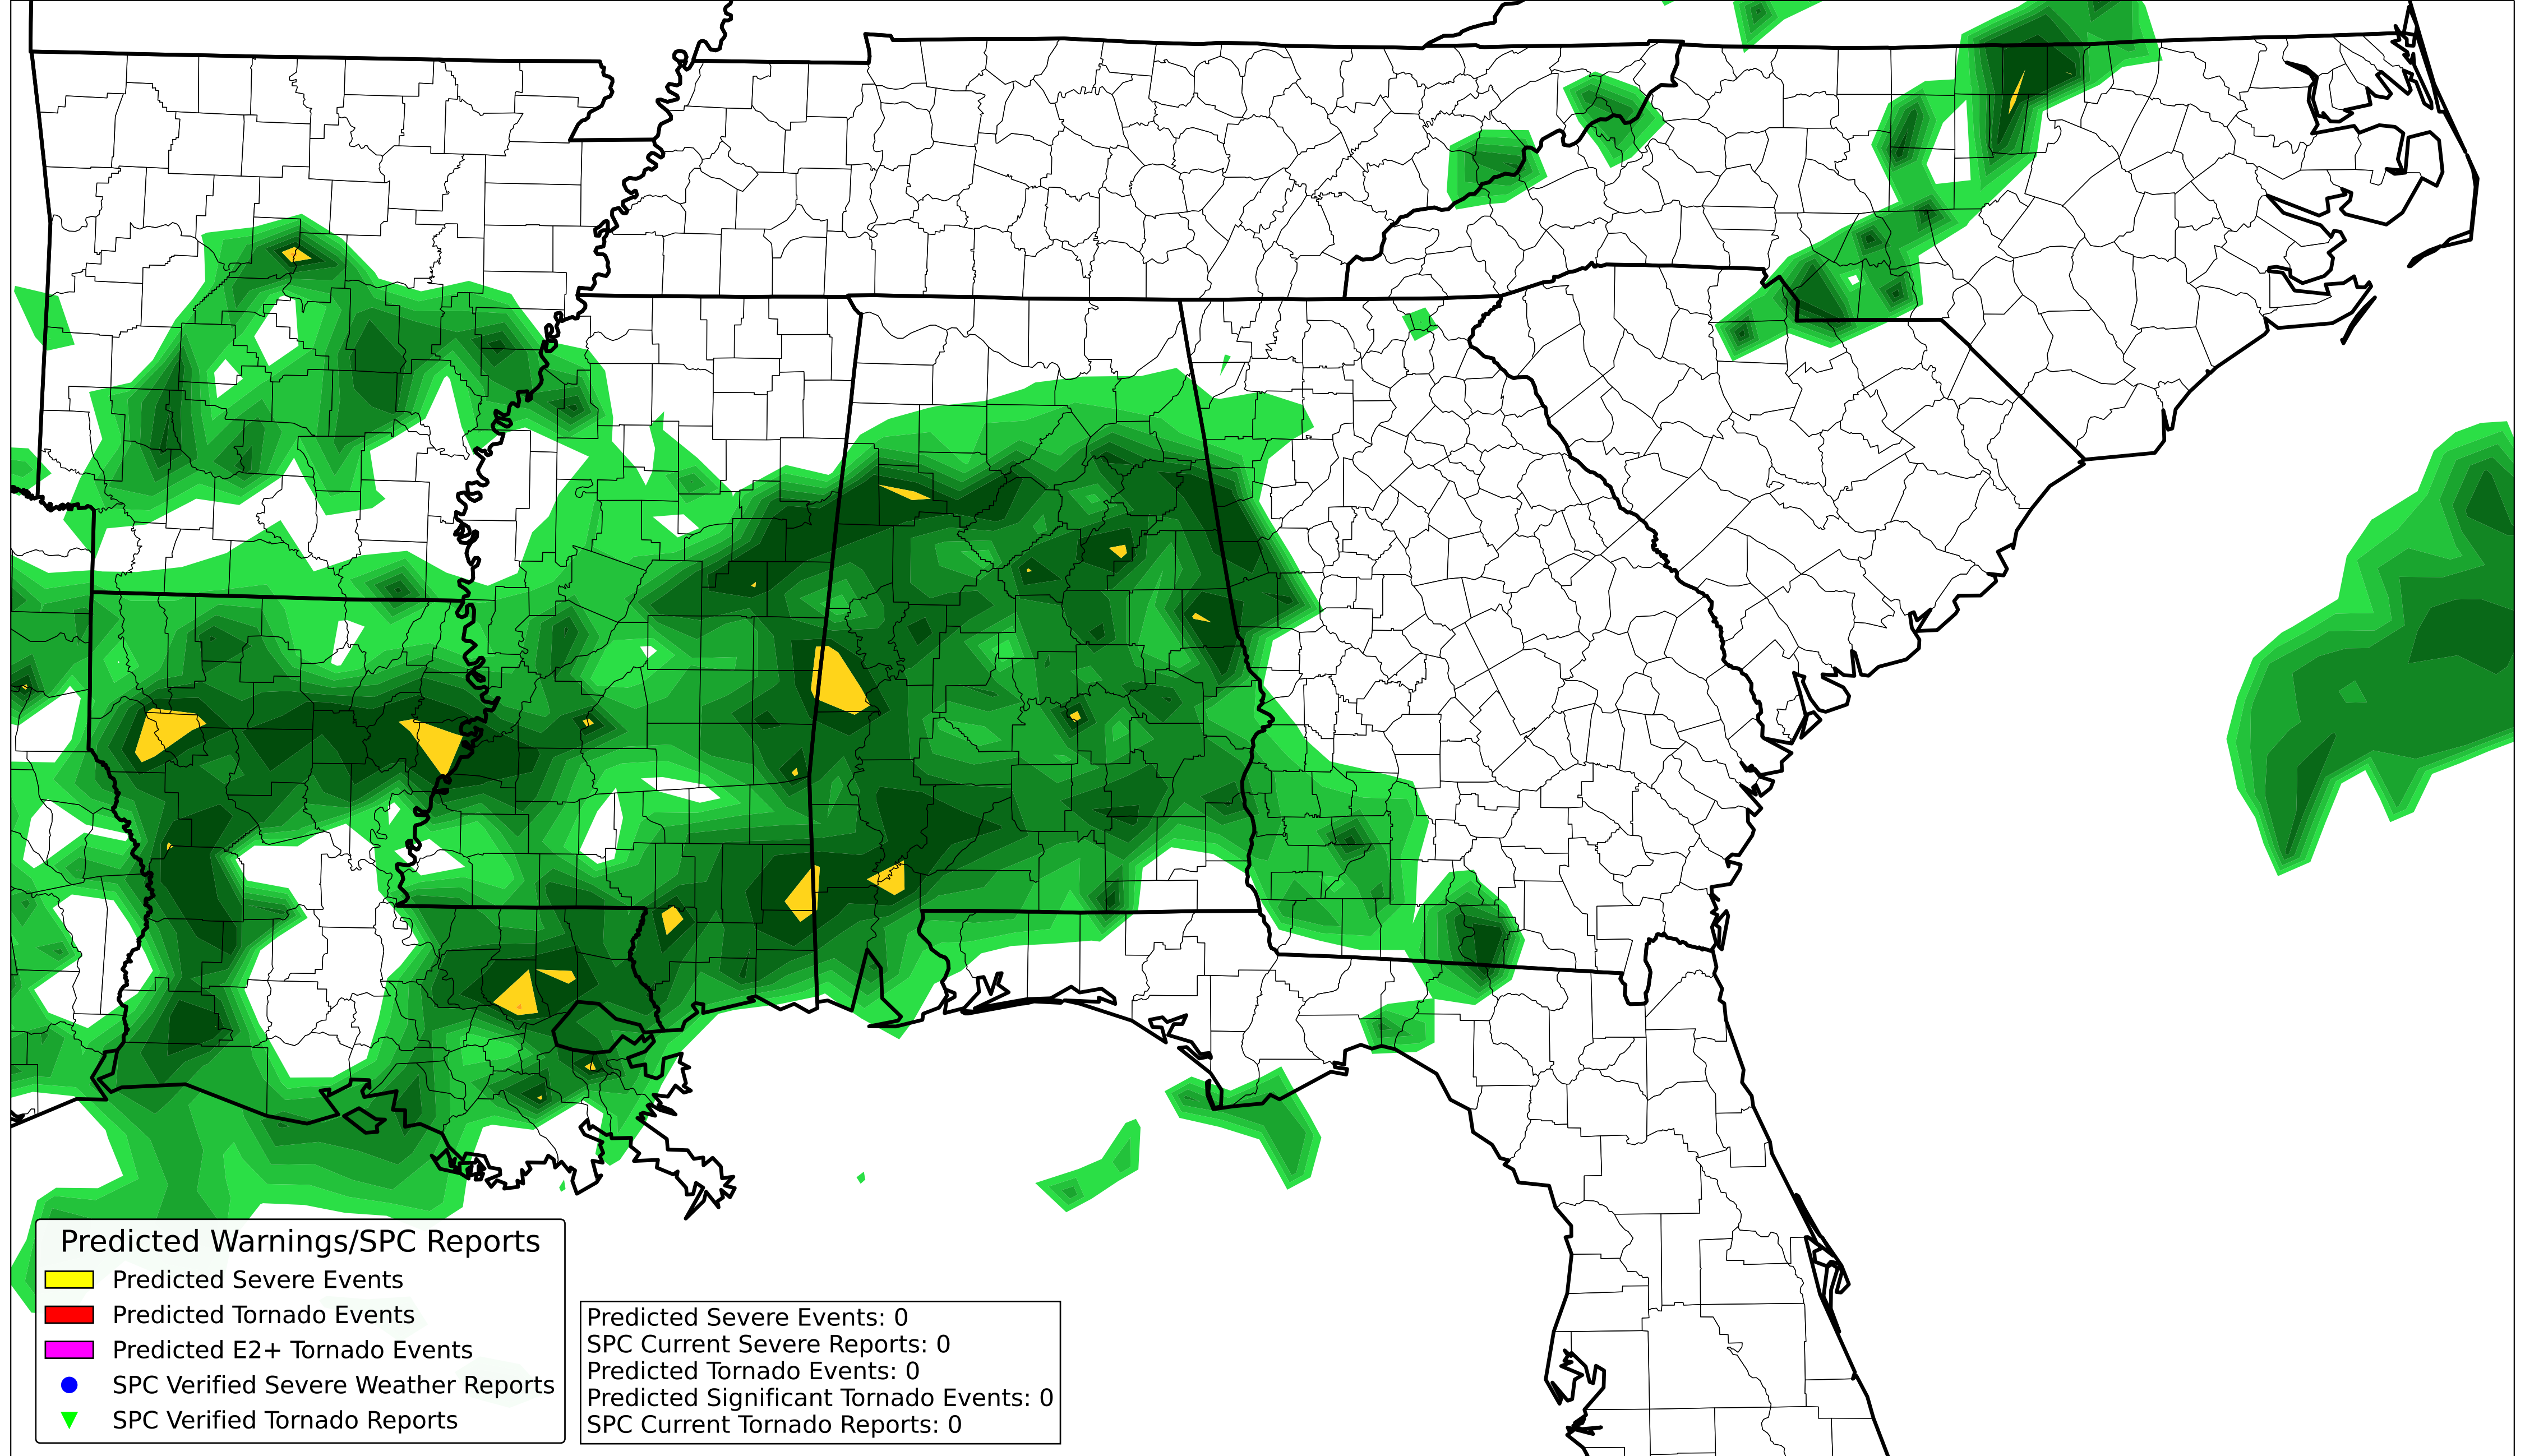 Predicted Warnings/SPC Reports
Predicted Severe Events
Predicted Tornado Events
Predicted E2+ Tornado Events
SPC Verified Severe Weather Reports
SPC Verified Tornado Reports
Predicted Severe Events: 0
SPC Current Severe Reports: 0
Predicted Tornado Events: 0
Predicted Significant Tornado Events: 0
SPC Current Tornado Reports: 0